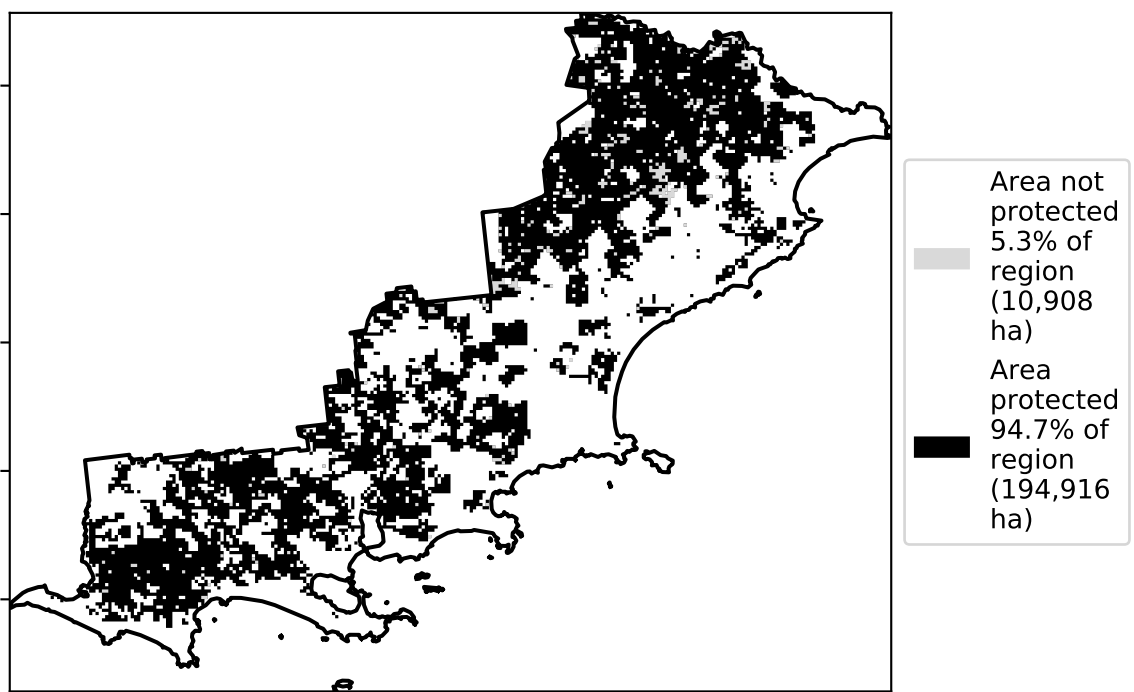 Area not
protected
5.3% of
region
(10,908
ha)
Area
protected
94.7% of
region
(194,916
ha)